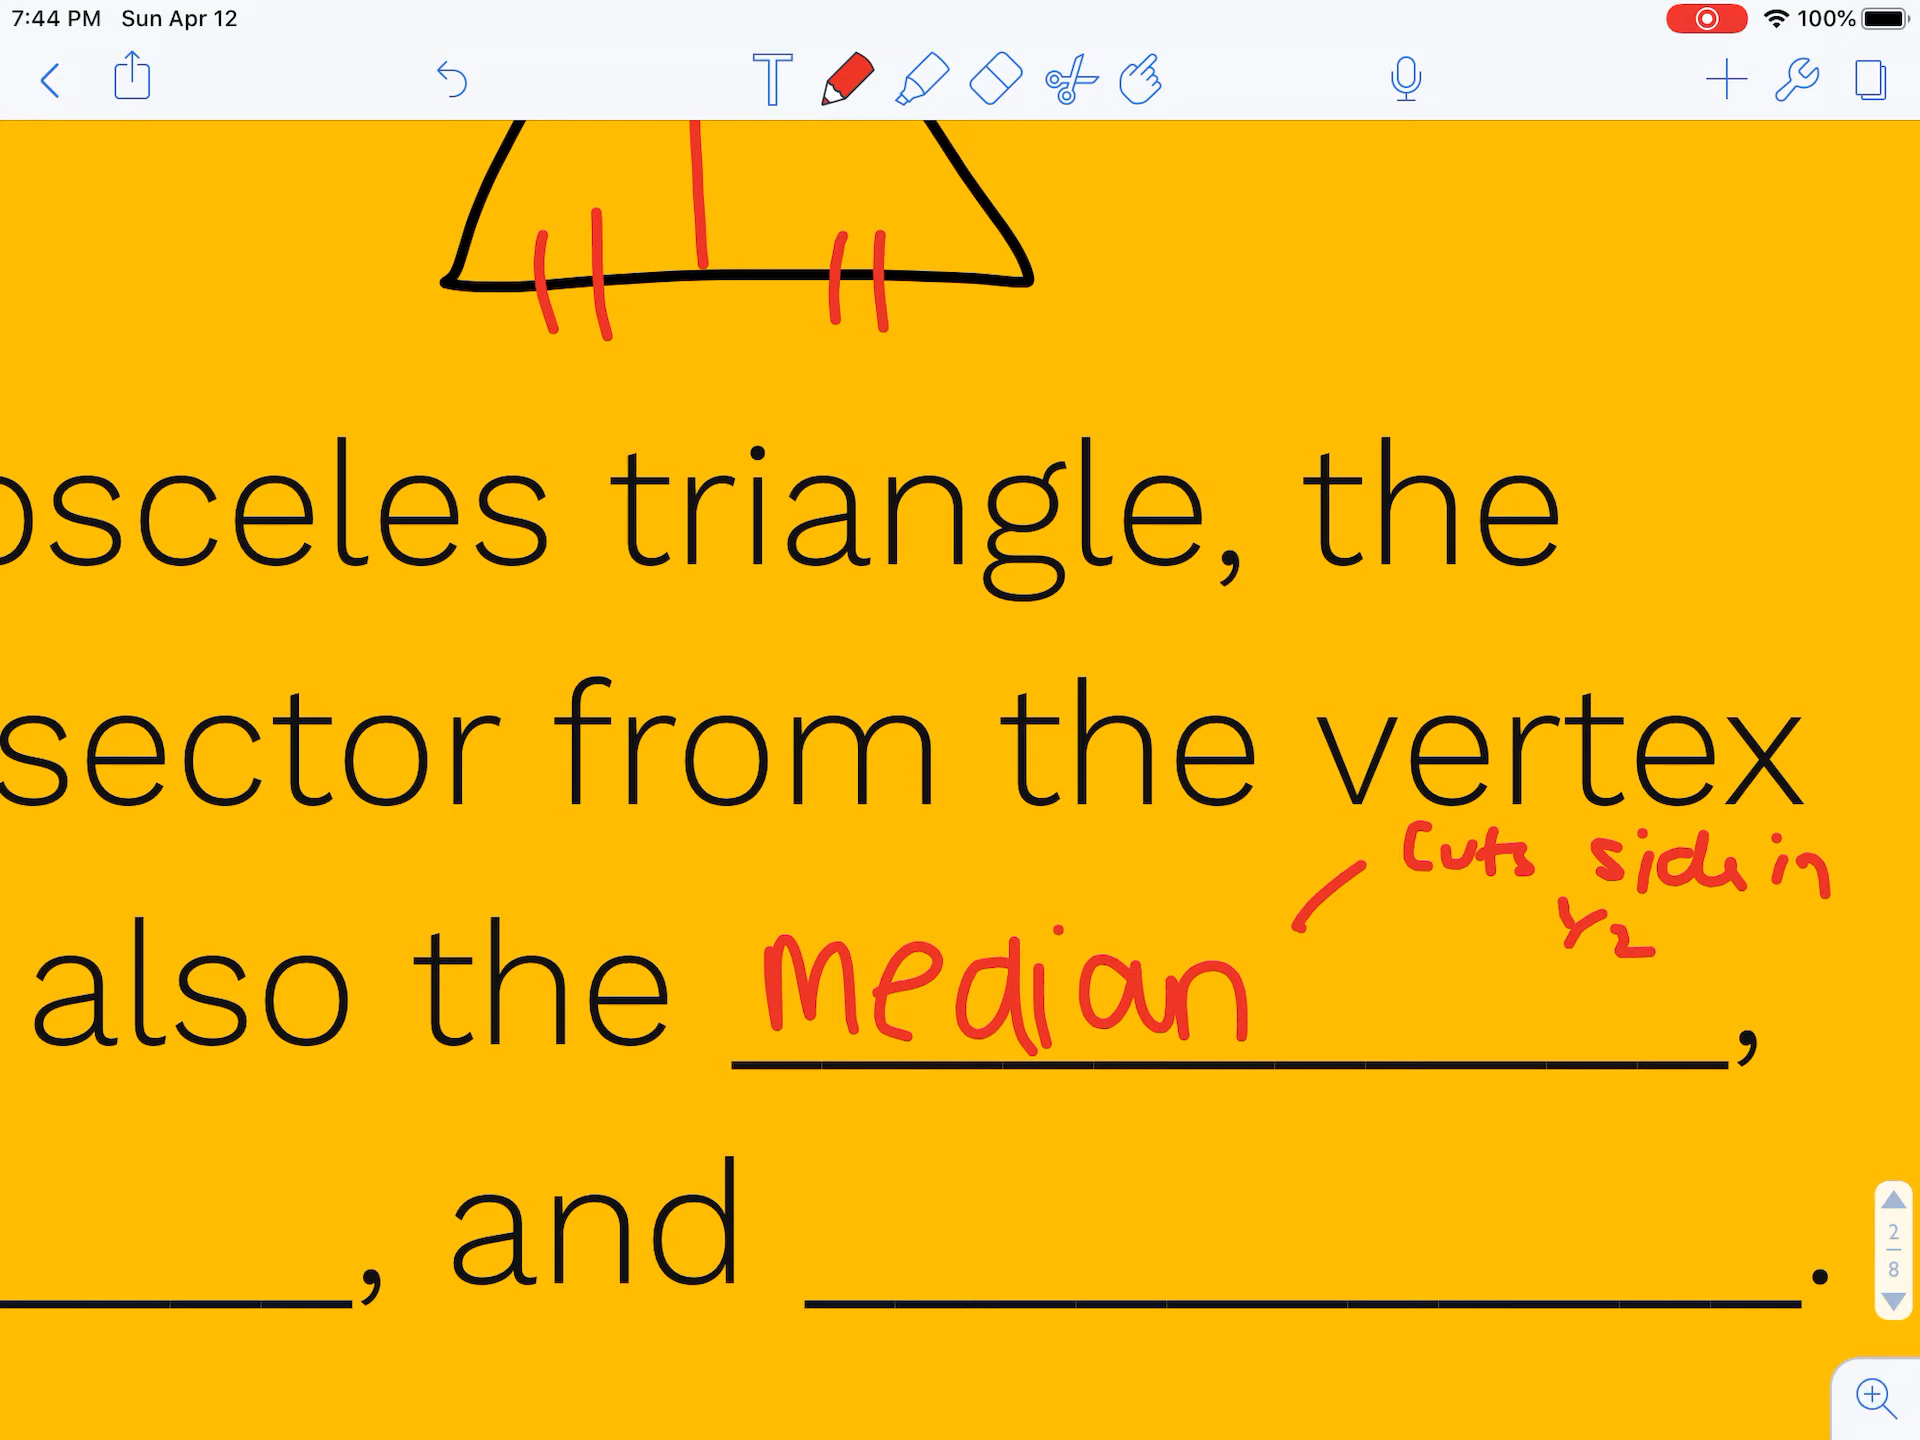 7:44 PM Sun Apr 12 100%
osceles triangle, the
sector from the vertex
cuts side in
1/2
also the median,
, and .
2
8